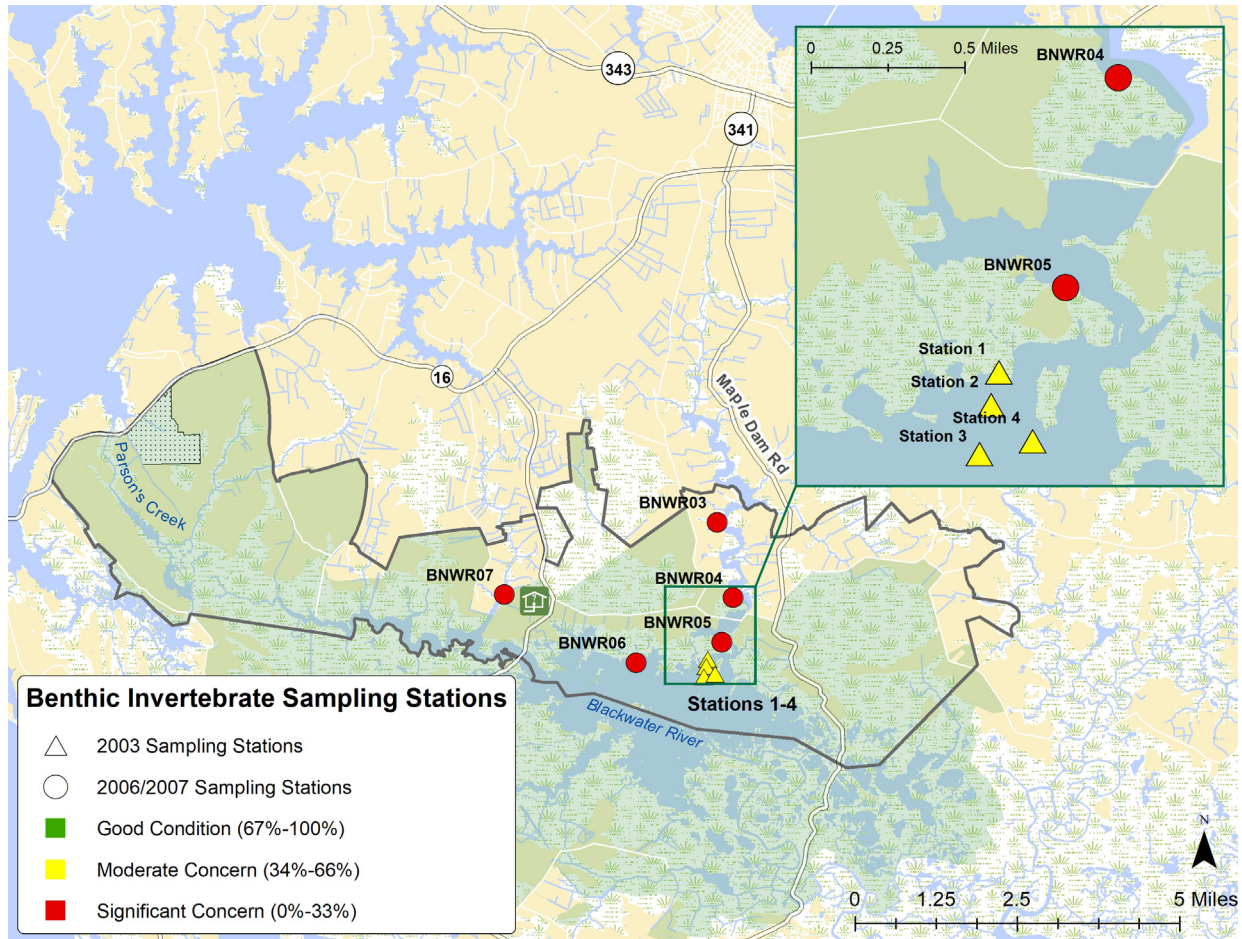 0 0.25 0.5 Miles
BNWR04
BNWR05
Station 1
Station 2
Station 4
Station 3
343
341
16
Maple Dam Rd
Parson's Creek
BNWR03
BNWR07
BNWR04
BNWR05
BNWR06
Stations 1-4
Blackwater River
Benthic Invertebrate Sampling Stations
2003 Sampling Stations
2006/2007 Sampling Stations
Good Condition (67%-100%)
Moderate Concern (34%-66%)
Significant Concern (0%-33%)
N
0 1.25 2.5 5 Miles